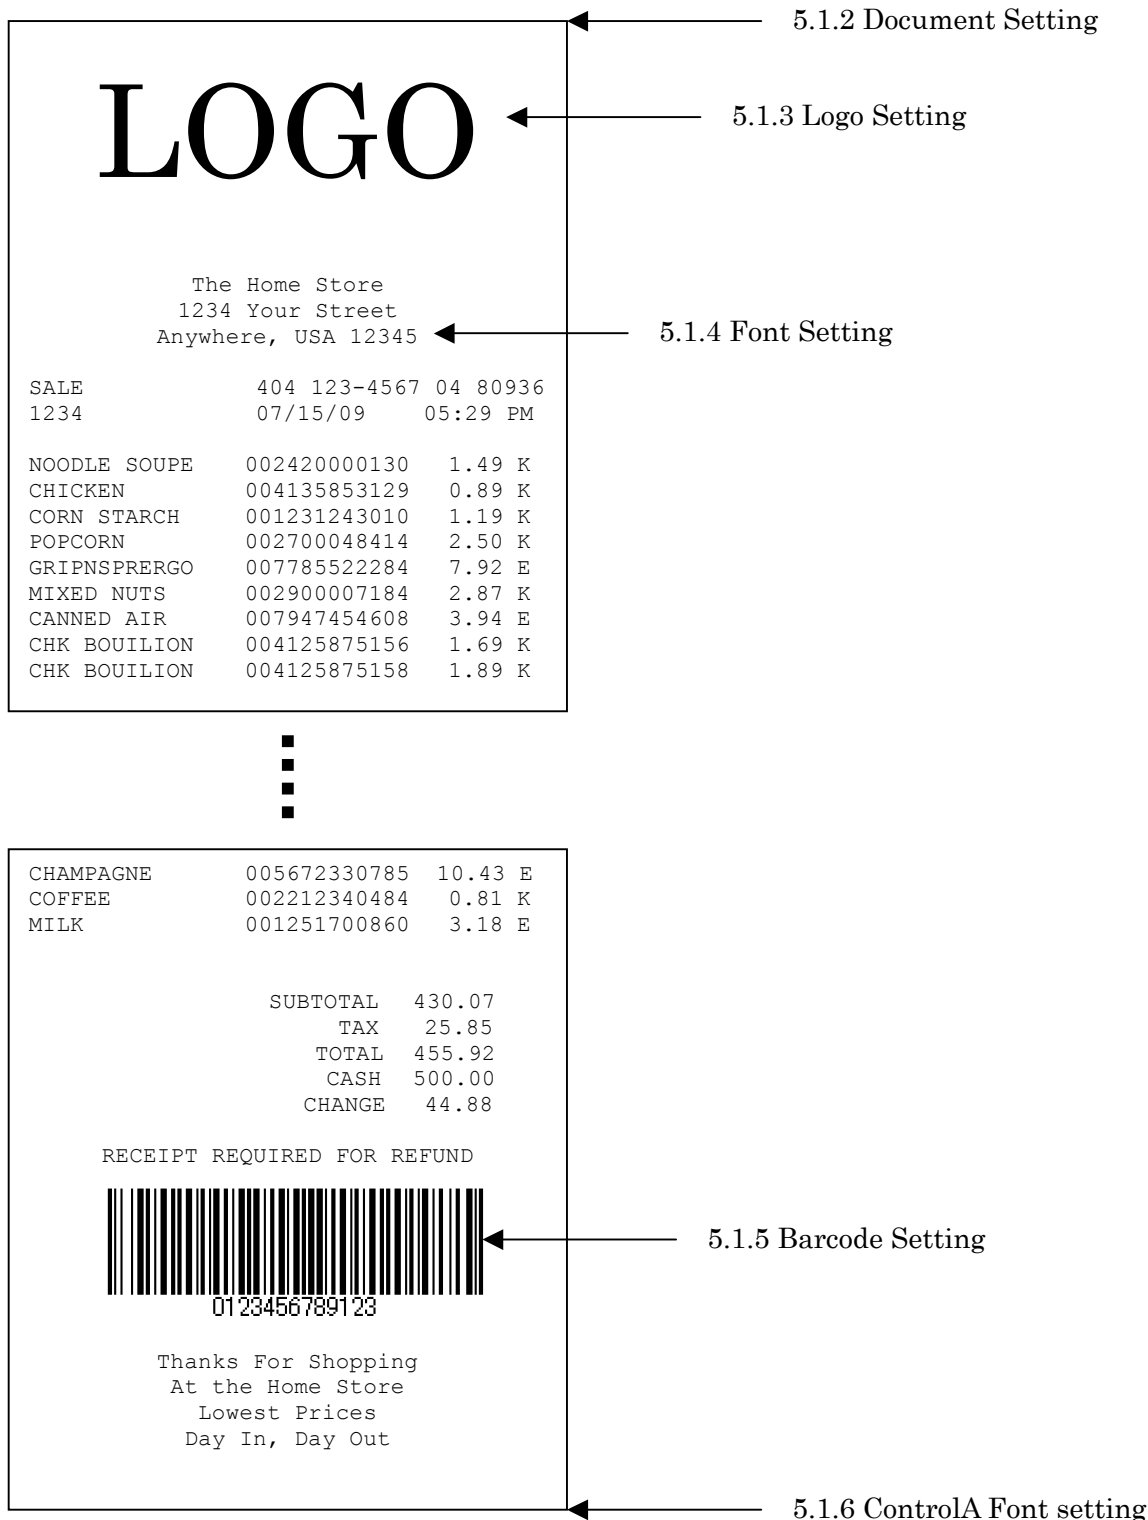 5.1.2 Document Setting
LOGO
5.1.3 Logo Setting
The Home Store
1234 Your Street
Anywhere, USA 12345
5.1.4 Font Setting
SALE 404 123-4567 04 80936
1234 07/15/09 05:29 PM
NOODLE SOUPE 002420000130 1.49 K
CHICKEN 004135853129 0.89 K
CORN STARCH 001231243010 1.19 K
POPCORN 002700048414 2.50 K
GRIPNSPRERGO 007785522284 7.92 E
MIXED NUTS 002900007184 2.87 K
CANNED AIR 007947454608 3.94 E
CHK BOUILION 004125875156 1.69 K
CHK BOUILION 004125875158 1.89 K
CHAMPAGNE 005672330785 10.43 E
COFFEE 002212340484 0.81 K
MILK 001251700860 3.18 E
SUBTOTAL 430.07
TAX 25.85
TOTAL 455.92
CASH 500.00
CHANGE 44.88
RECEIPT REQUIRED FOR REFUND
5.1.5 Barcode Setting
0123456789123
Thanks For Shopping
At the Home Store
Lowest Prices
Day In, Day Out
5.1.6 ControlA Font setting